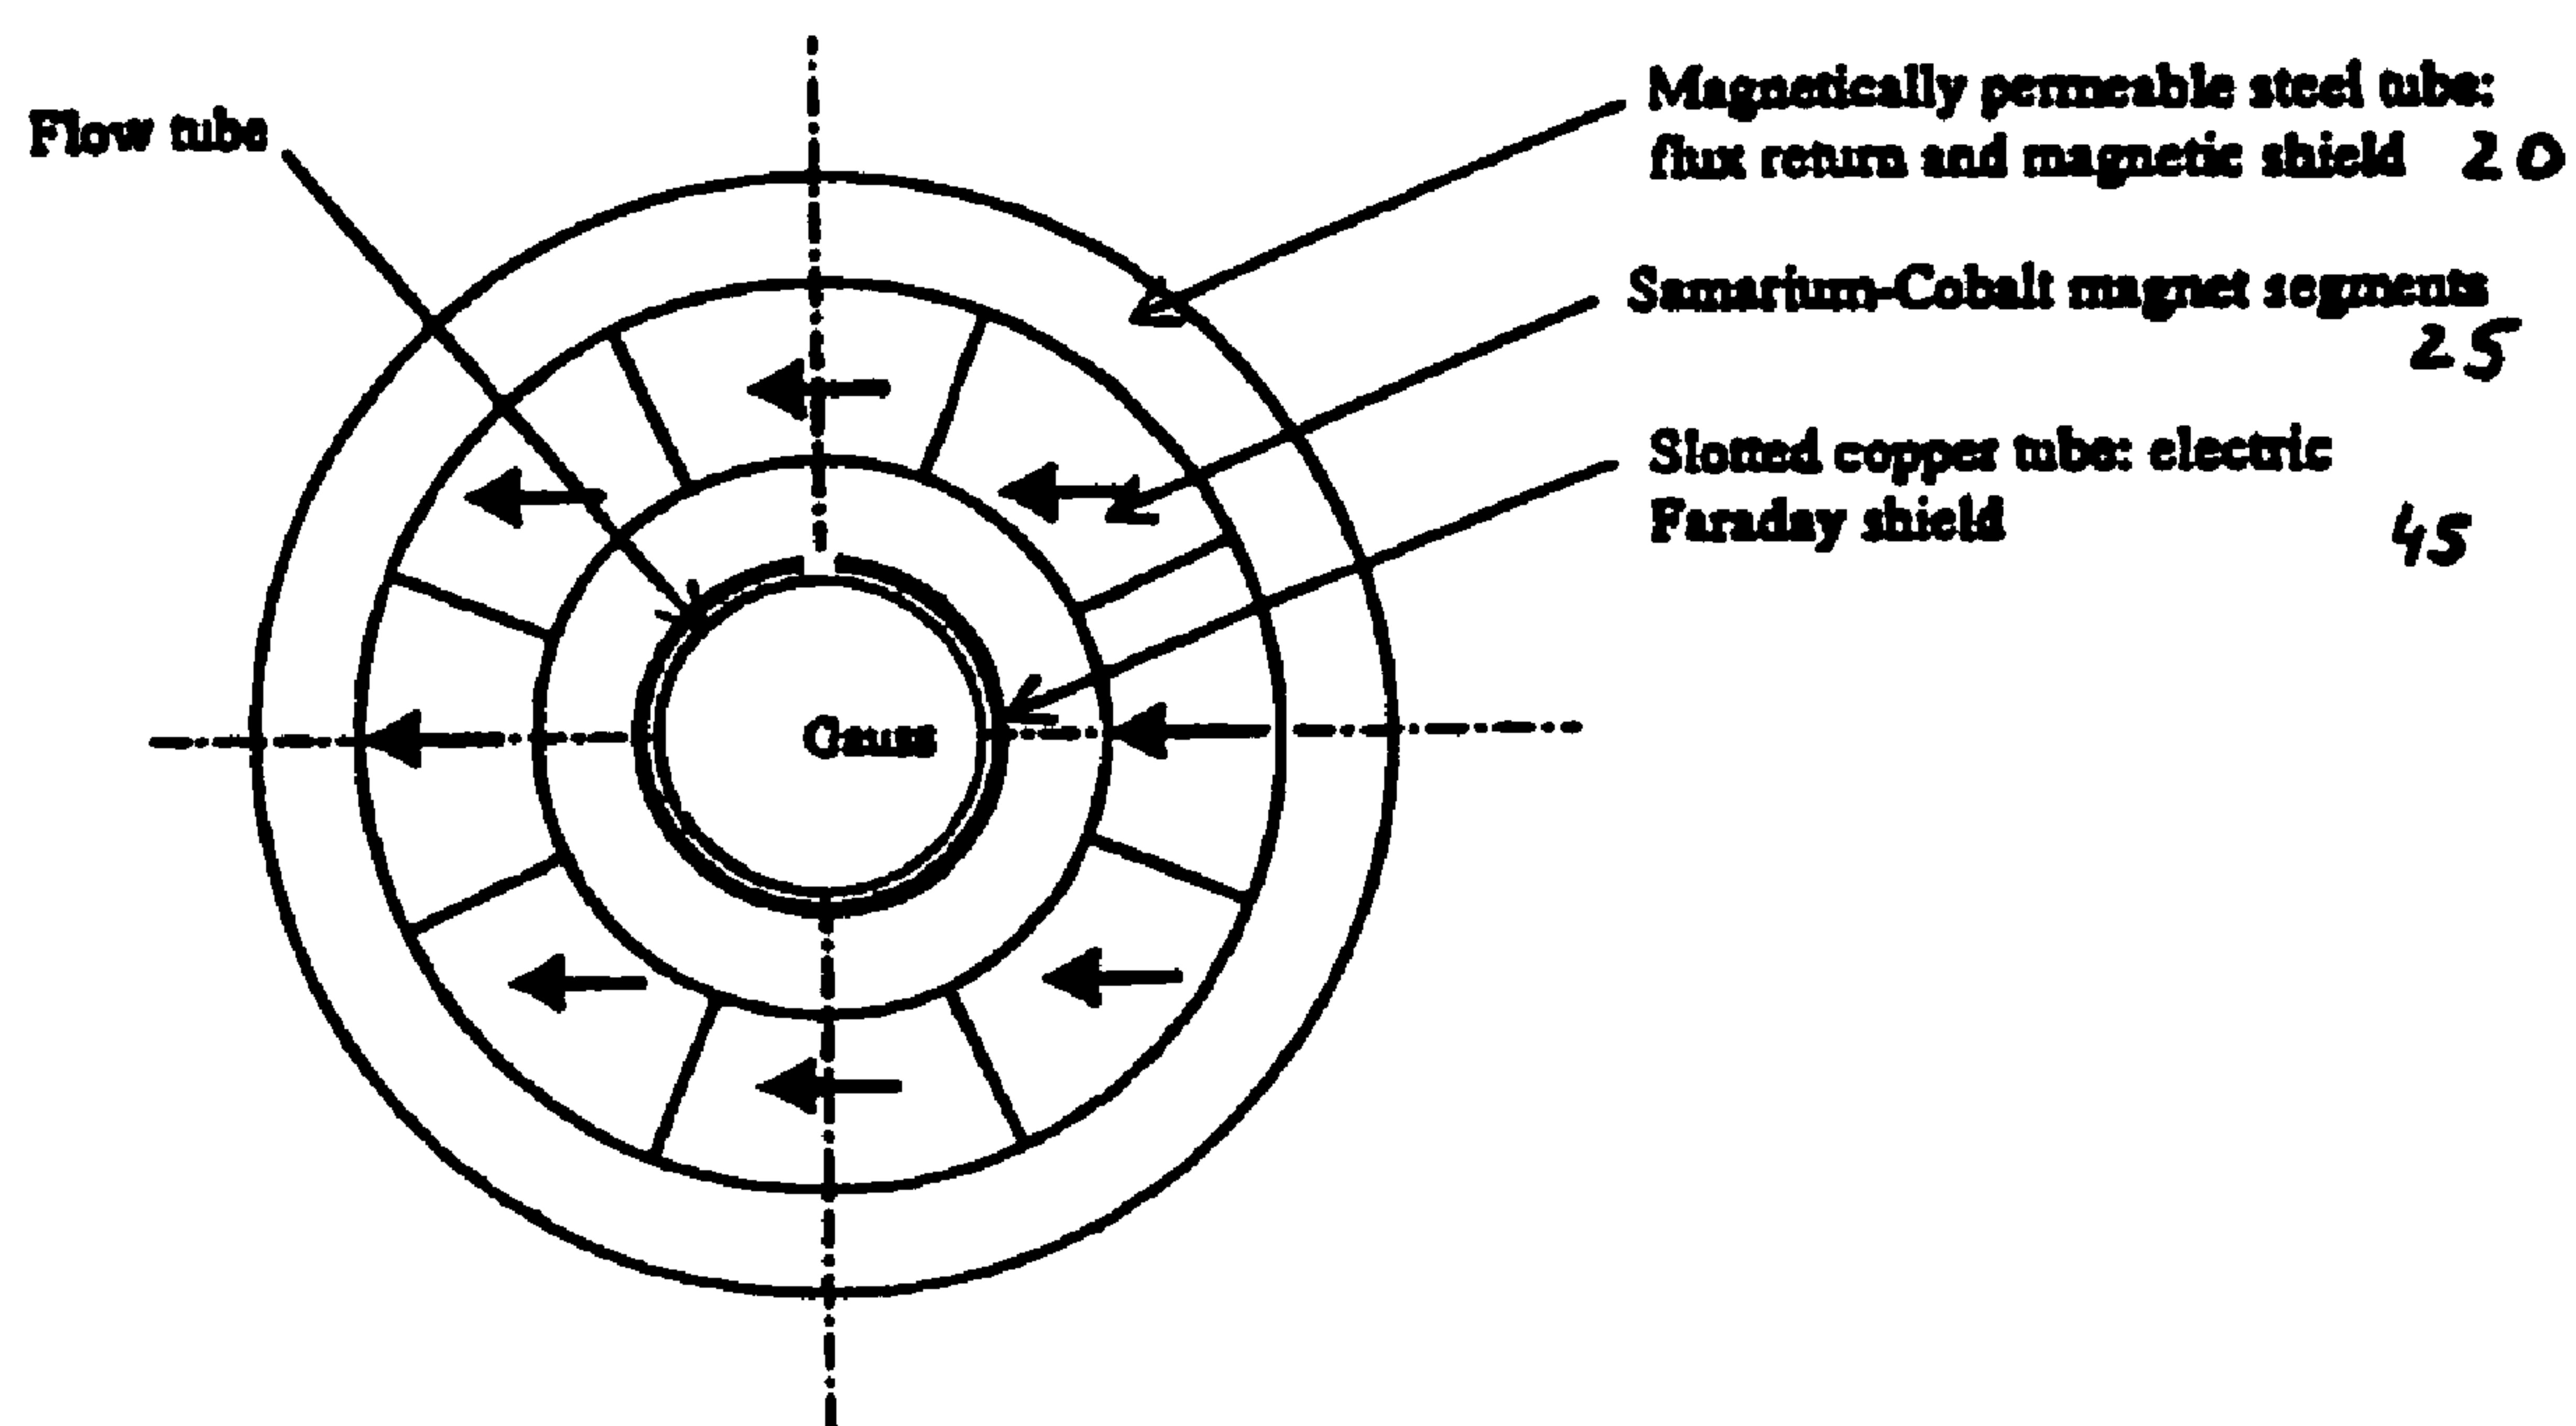 Flow tube
Magnetically permeable steel tube:
flux return and magnetic shield 20
Samarium-Cobalt magnet segments
25
Slotted copper tube: electric
Faraday shield
45
Gauss